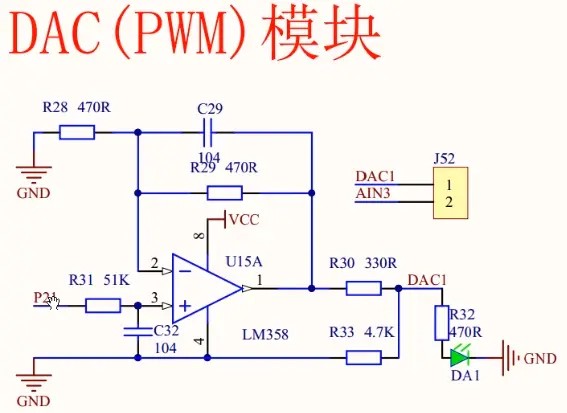 DAC(PWM)模块
R28 470R
C29
104
R29 470R
GND
J52
DAC1 1
AIN3 2
VCC
8
U15A
2
1
R30 330R
DAC1
R31 51K
3
P21
C32
104
4
LM358
R33 4.7K
R32
470R
GND
DA1
GND